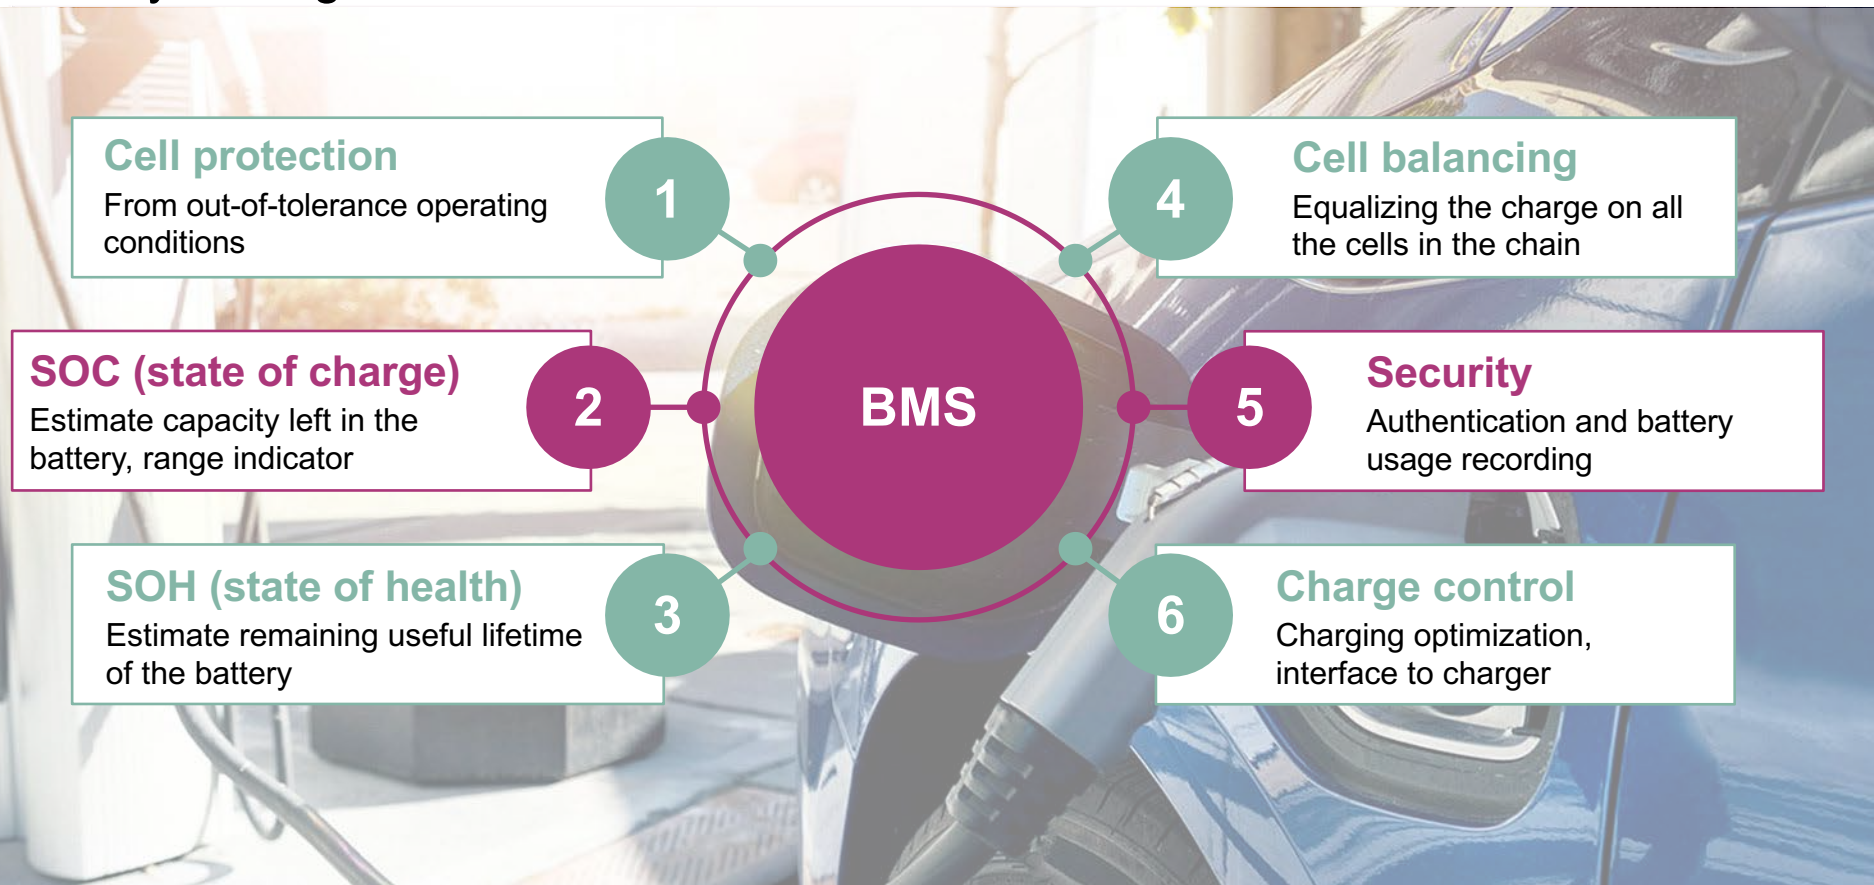 Cell protection
From out-of-tolerance operating
conditions
1
SOC (state of charge)
Estimate capacity left in the
battery, range indicator
2
SOH (state of health)
Estimate remaining useful lifetime
of the battery
3
BMS
4
Cell balancing
Equalizing the charge on all
the cells in the chain
5
Security
Authentication and battery
usage recording
6
Charge control
Charging optimization,
interface to charger